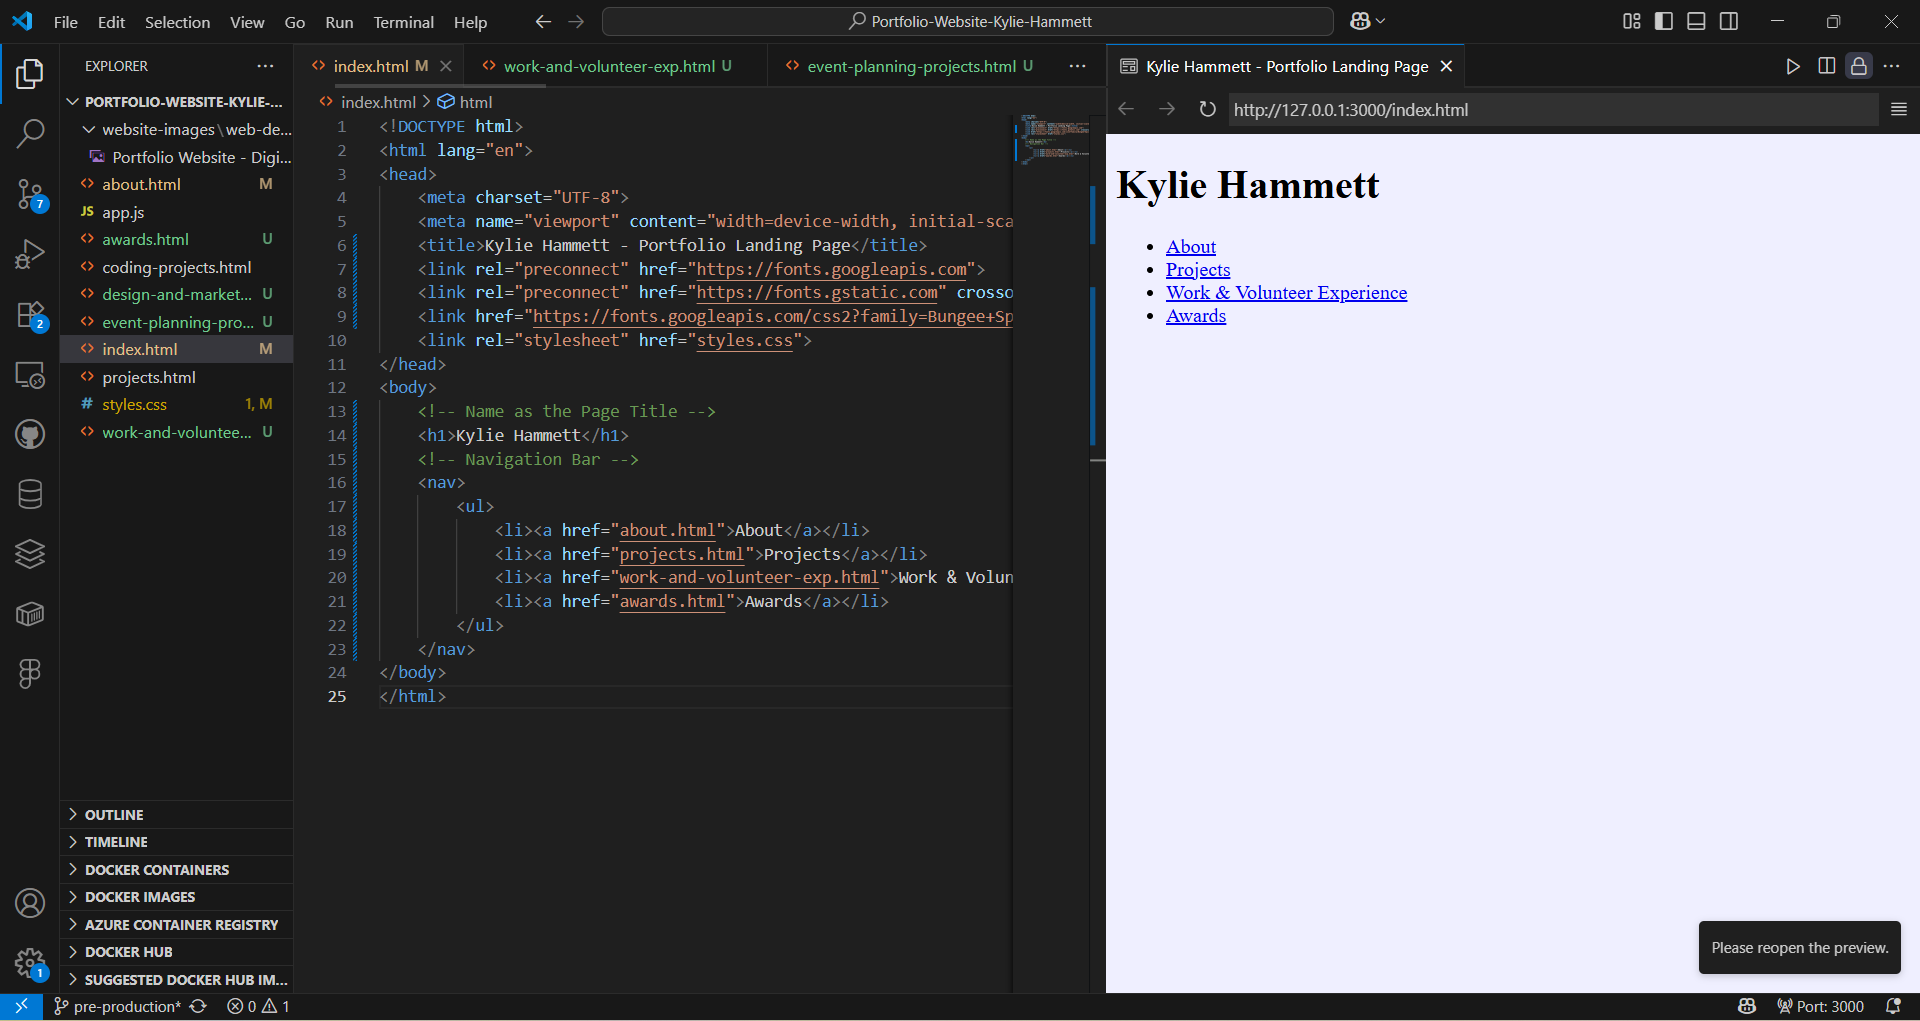 File Edit Selection View Go Run Terminal Help
Portfolio-Website-Kylie-Hammett
EXPLORER
PORTFOLIO-WEBSITE-KYLIE-...
website-images\web-de...
Portfolio Website - Digi...
about.html M
JS app.js
awards.html U
coding-projects.html
design-and-market... U
event-planning-pro... U
index.html M
projects.html
# styles.css 1, M
work-and-voluntee... U
7
2
1
OUTLINE
TIMELINE
DOCKER CONTAINERS
DOCKER IMAGES
AZURE CONTAINER REGISTRY
DOCKER HUB
SUGGESTED DOCKER HUB IM...
index.html M
work-and-volunteer-exp.html U
event-planning-projects.html U
index.html > html
1 <!DOCTYPE html>
2 <html lang="en">
3 <head>
4 <meta charset="UTF-8">
5 <meta name="viewport" content="width=device-width, initial-sca
6 <title>Kylie Hammett - Portfolio Landing Page</title>
7 <link rel="preconnect" href="https://fonts.googleapis.com">
8 <link rel="preconnect" href="https://fonts.gstatic.com" crosso
9 <link href="https://fonts.googleapis.com/css2?family=Bungee+Sp
10 <link rel="stylesheet" href="styles.css">
11 </head>
12 <body>
13 <!-- Name as the Page Title -->
14 <h1>Kylie Hammett</h1>
15 <!-- Navigation Bar -->
16 <nav>
17 <ul>
18 <li><a href="about.html">About</a></li>
19 <li><a href="projects.html">Projects</a></li>
20 <li><a href="work-and-volunteer-exp.html">Work & Volun
21 <li><a href="awards.html">Awards</a></li>
22 </ul>
23 </nav>
24 </body>
25 </html>
Kylie Hammett - Portfolio Landing Page
http://127.0.0.1:3000/index.html
Kylie Hammett
About
Projects
Work & Volunteer Experience
Awards
Please reopen the preview.
pre-production* 0 1
Port: 3000